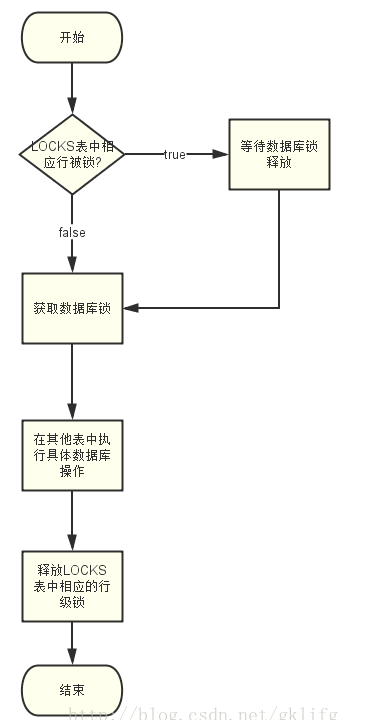 开始
LOCKS表中相
应行被锁?
true
等待数据库锁
释放
false
获取数据库锁
在其他表中执
行具体数据库
操作
释放LOCKS
表中相应的行
级锁
结束
http://blog.csdn.net/gklifg